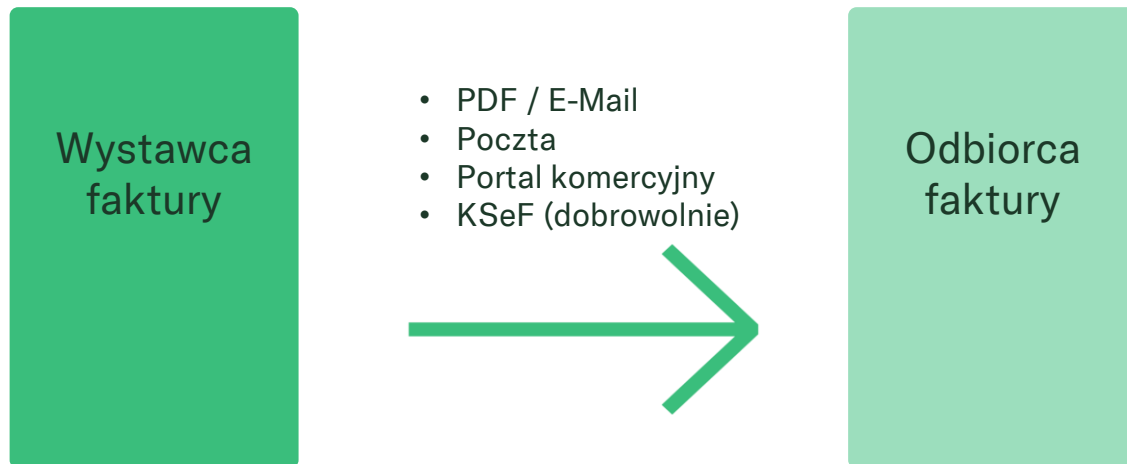 Wystawca
faktury
• PDF / E-Mail
• Poczta
• Portal komercyjny
• KSeF (dobrowolnie)
Odbiorca
faktury